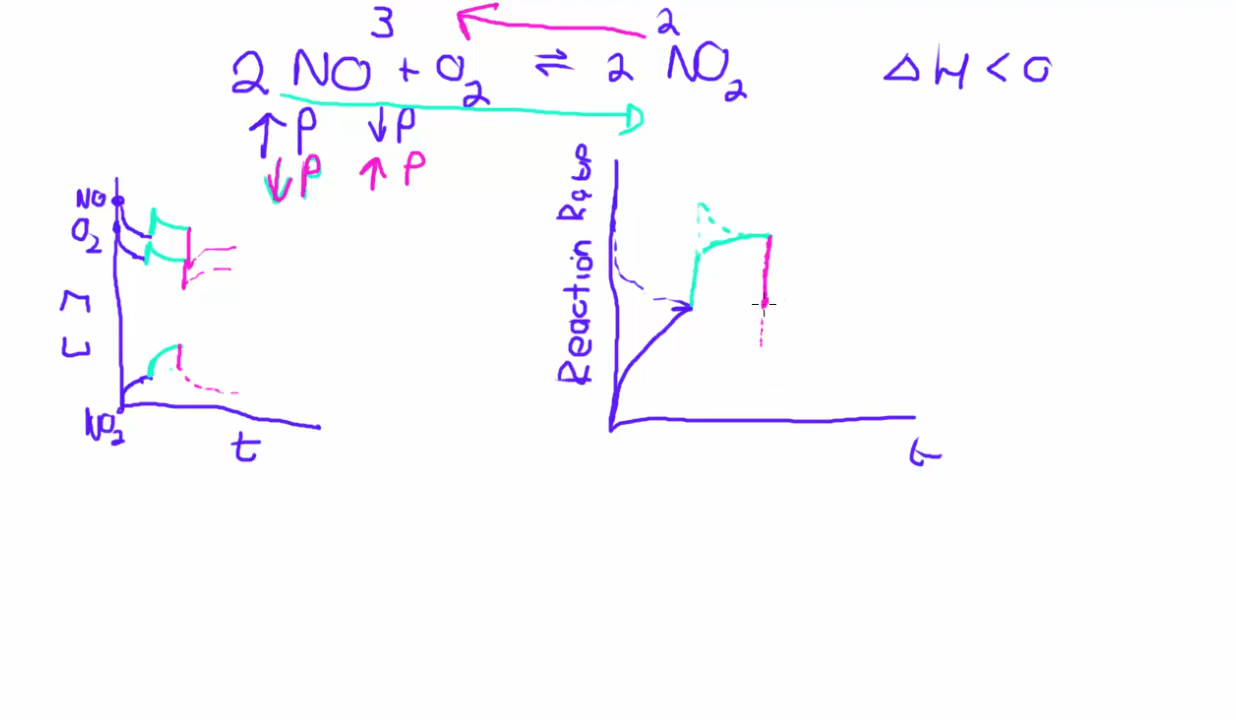 3 2
2 NO + O₂ ⇌ 2 NO₂ ΔH < 0
↑ P ↓ P
↓ P ↑ P
NO
O₂
[ ]
NO₂
t
Reaction Rate
t